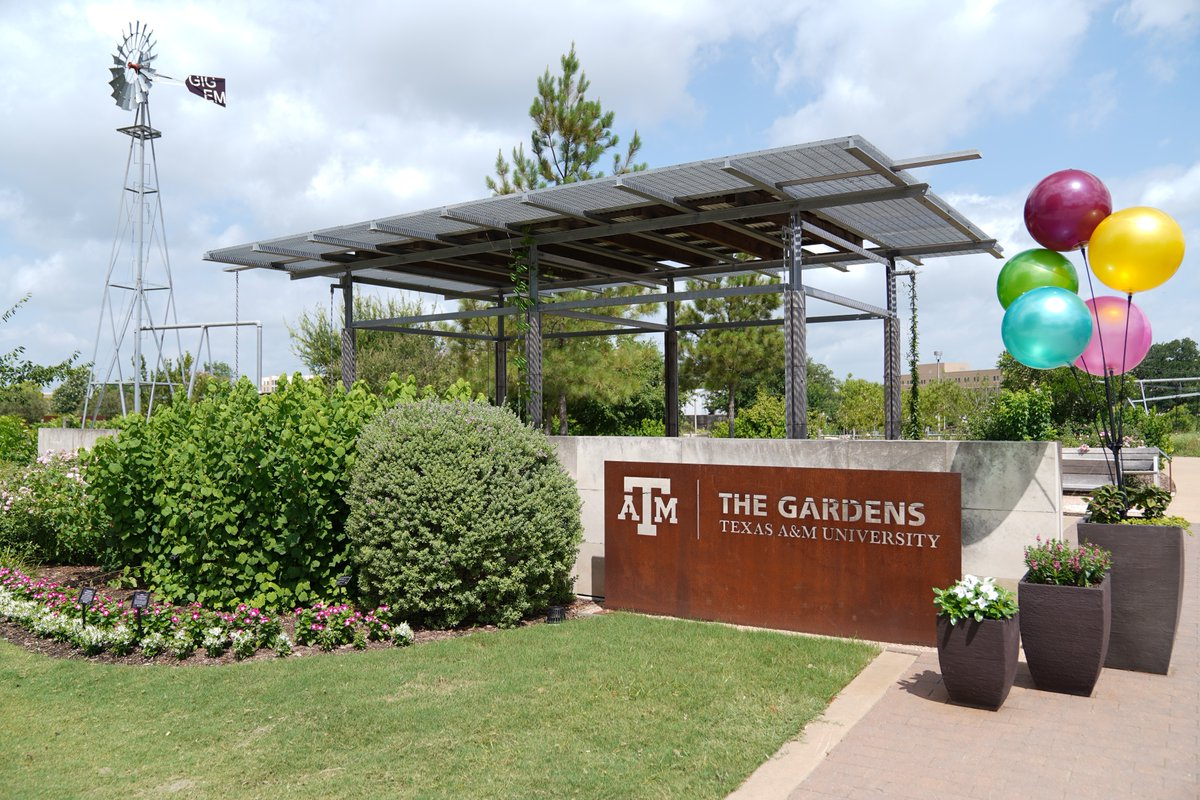 GIG
EM
ATM
THE GARDENS
TEXAS A&M UNIVERSITY